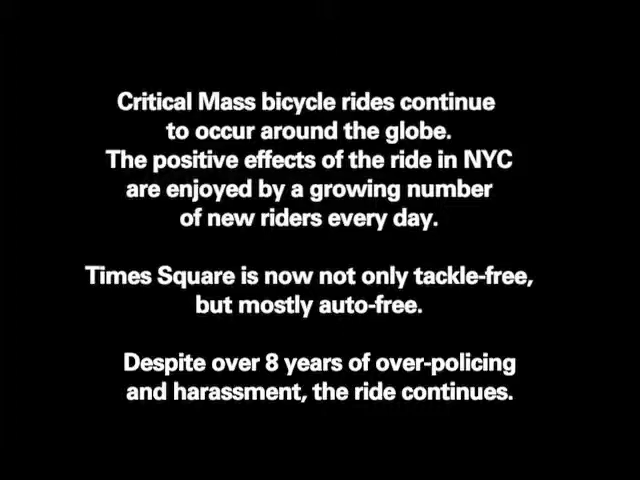 Critical Mass bicycle rides continue
to occur around the globe.
The positive effects of the ride in NYC
are enjoyed by a growing number
of new riders every day.
Times Square is now not only tackle-free,
but mostly auto-free.
Despite over 8 years of over-policing
and harassment, the ride continues.